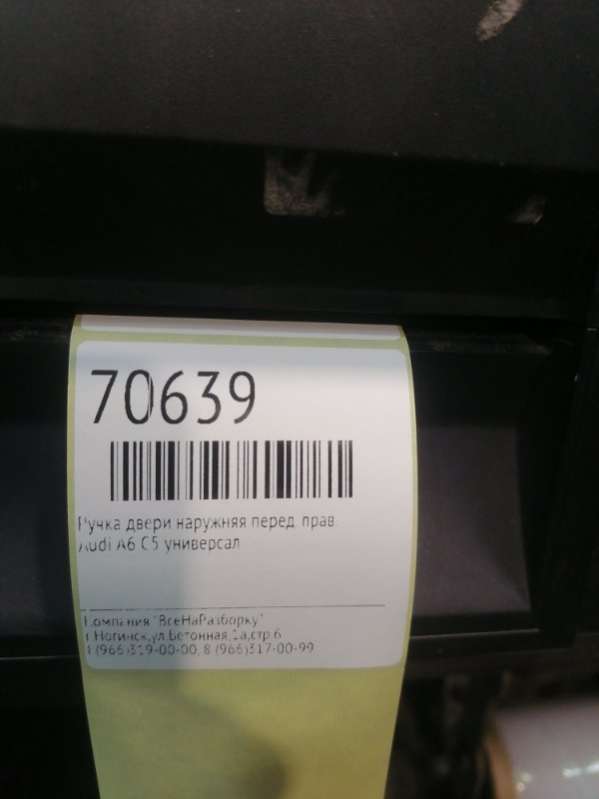 70639
Ручка двери наружняя перед. прав.
Audi A6 C5 универсал
Компания "ВсеНаРазборку"
г.Ногинск,ул.Бетонная,1а,стр.6
8 (966)319-00-00, 8 (966)317-00-99